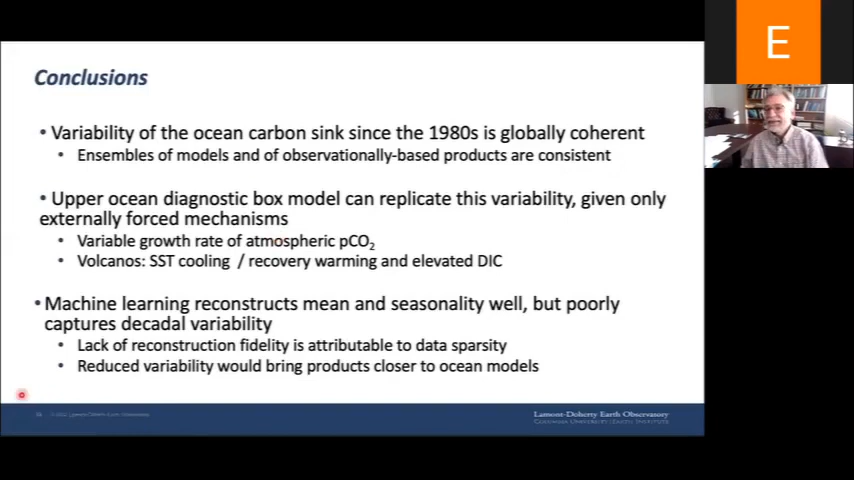 Conclusions
• Variability of the ocean carbon sink since the 1980s is globally coherent
• Ensembles of models and of observationally-based products are consistent
• Upper ocean diagnostic box model can replicate this variability, given only
externally forced mechanisms
• Variable growth rate of atmospheric pCO₂
• Volcanos: SST cooling / recovery warming and elevated DIC
• Machine learning reconstructs mean and seasonality well, but poorly
captures decadal variability
• Lack of reconstruction fidelity is attributable to data sparsity
• Reduced variability would bring products closer to ocean models
Lamont-Doherty Earth Observatory
Columbia University | Earth Institute
E